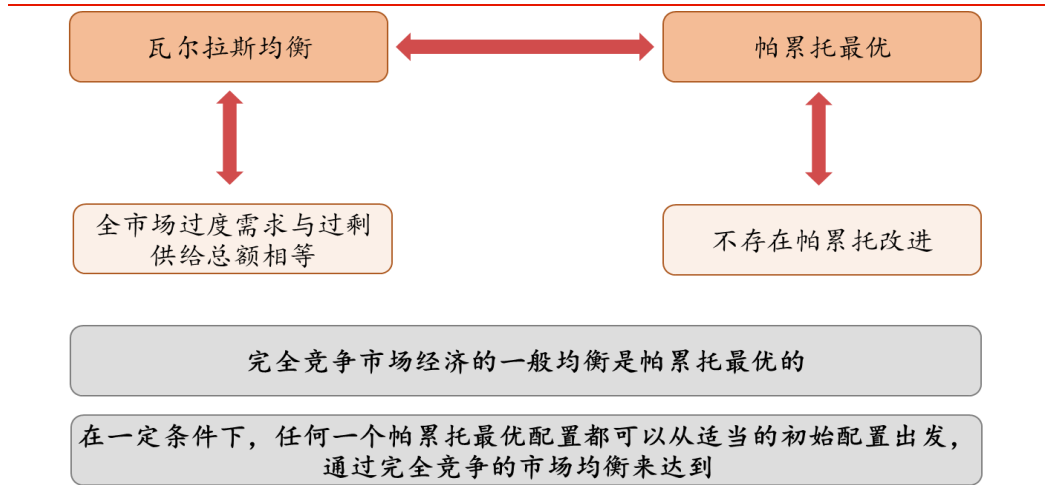 瓦尔拉斯均衡
帕累托最优
全市场过度需求与过剩
供给总额相等
不存在帕累托改进
完全竞争市场经济的一般均衡是帕累托最优的
在一定条件下，任何一个帕累托最优配置都可以从适当的初始配置出发，
通过完全竞争的市场均衡来达到